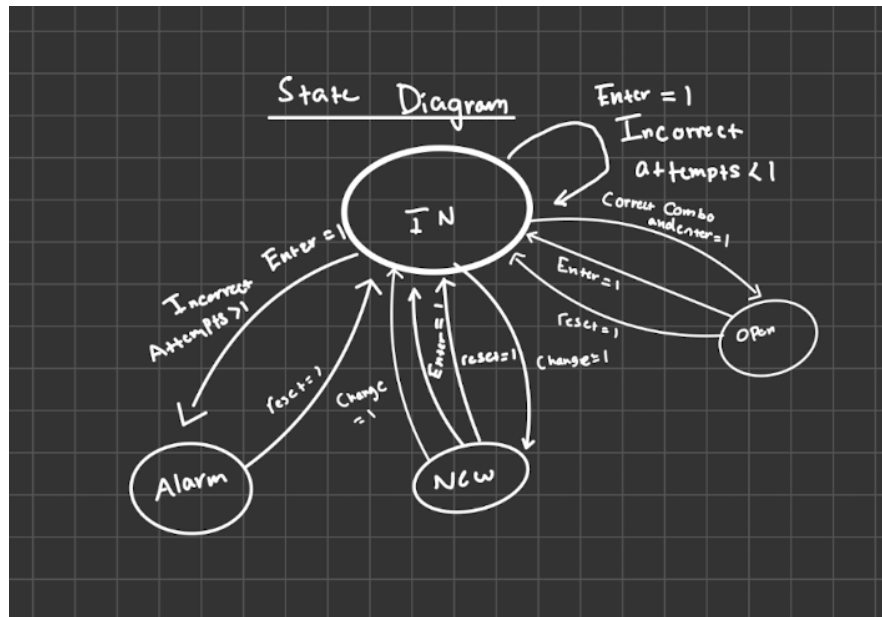 State Diagram
Enter = 1
Incorrect
attempts < 1
IN
Correct Combo
and enter = 1
Enter = 1
reset = 1
Open
Incorrect Enter = 1
Attempts > 1
reset = 1
Change
= 1
Enter = 1
reset = 1
Change = 1
Alarm
New